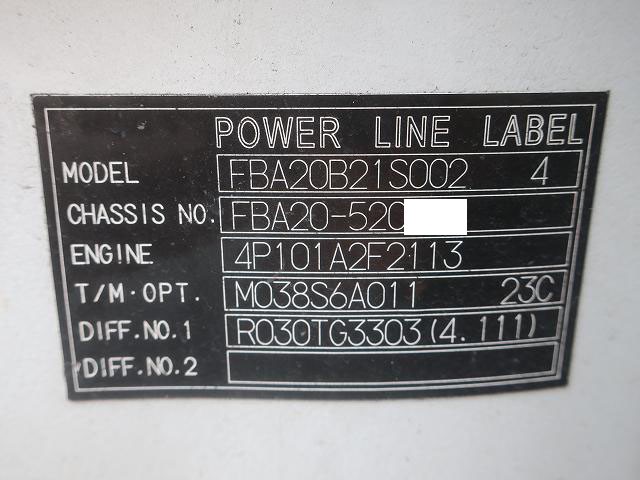 POWER LINE LABEL
MODEL FBA20B21S002 4
CHASSIS NO. FBA20-520
ENGINE 4P101A2F2113
T/M·OPT. M038S6A011 23C
DIFF.NO.1 R030TG3303(4.111)
DIFF.NO.2